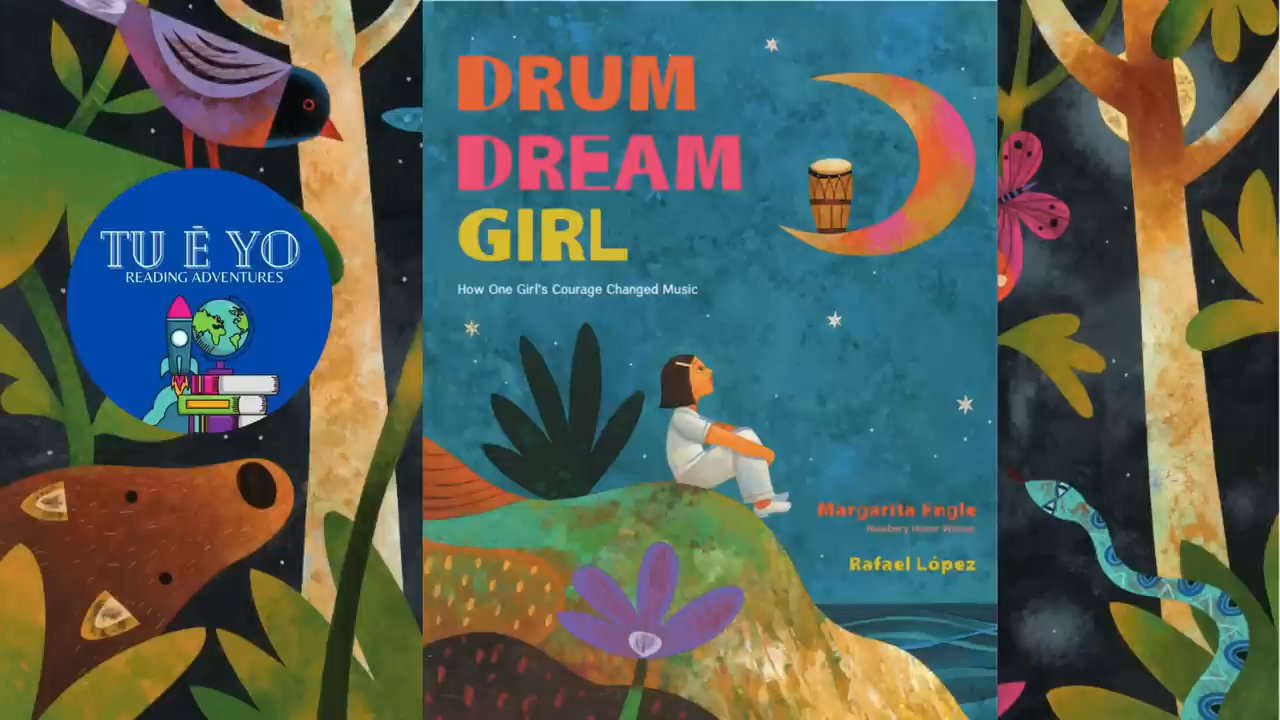 TU Ē YO
READING ADVENTURES
DRUM
DREAM
GIRL
How One Girl's Courage Changed Music
Margarita Engle
Newbery Honor Winner
Rafael López